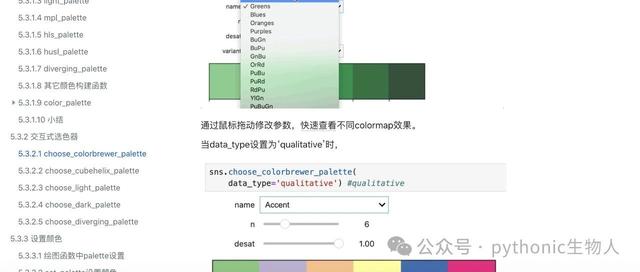 5.3.1.3 light_palette
5.3.1.4 mpl_palette
5.3.1.5 hls_palette
5.3.1.6 husl_palette
5.3.1.7 diverging_palette
5.3.1.8 其它颜色构建函数
5.3.1.9 color_palette
5.3.1.10 小结
5.3.2 交互式选色器
5.3.2.1 choose_colorbrewer_palette
5.3.2.2 choose_cubehelix_palette
5.3.2.3 choose_light_palette
5.3.2.4 choose_dark_palette
5.3.2.5 choose_diverging_palette
5.3.3 设置颜色
5.3.3.1 绘图函数中palette设置
name
n
desat
variant
Greens
Blues
Oranges
Purples
BuGn
BuPu
GnBu
OrRd
PuBu
PuRd
RdPu
YlGn
PuBuGn
通过鼠标拖动修改参数，快速查看不同colormap效果。
当data_type设置为'qualitative'时，
sns.choose_colorbrewer_palette(
data_type='qualitative') #qualitative
name Accent
n 6
desat 1.00
公众号 · pythonic生物人